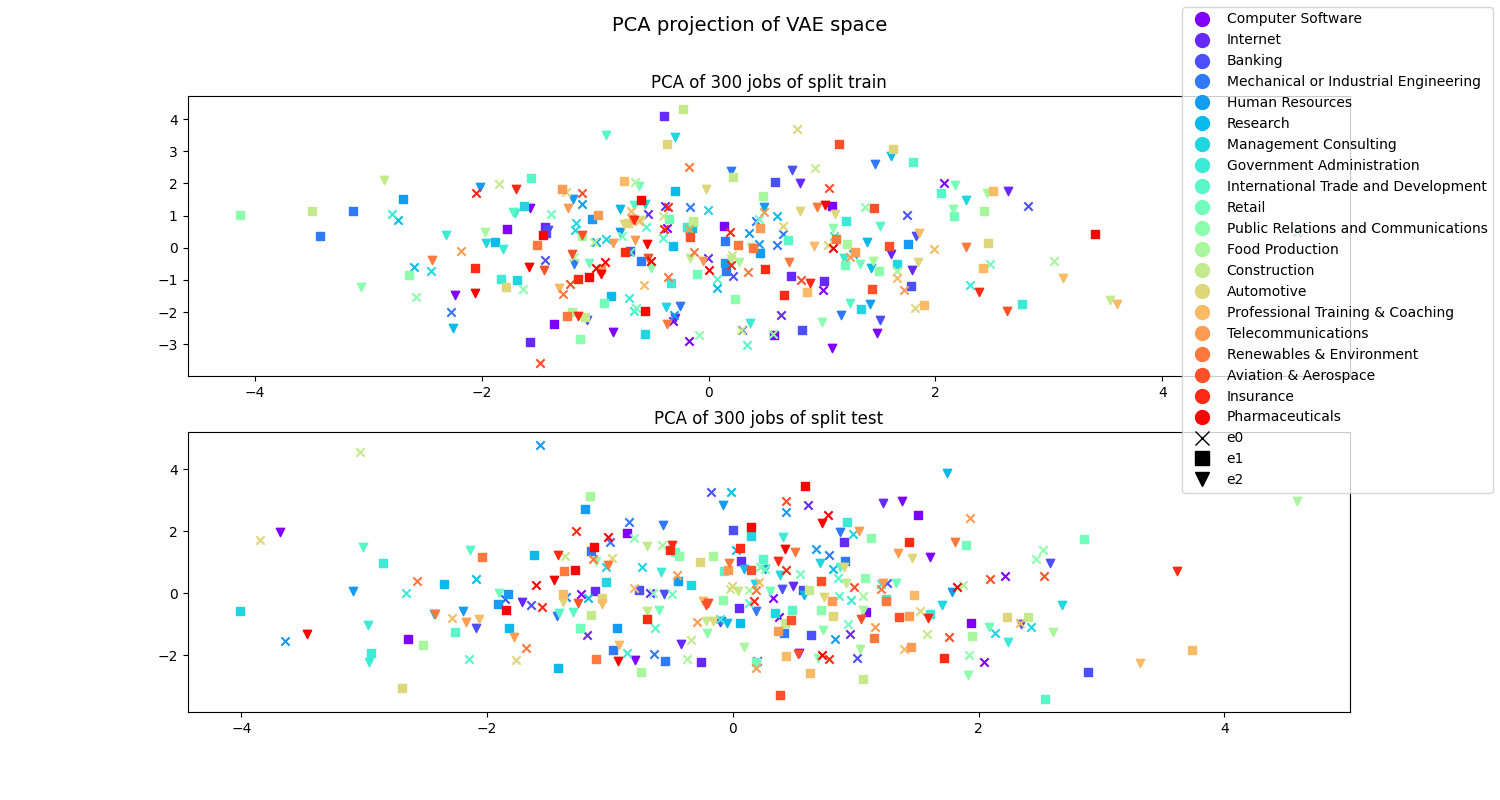 PCA projection of VAE space
PCA of 300 jobs of split train
4
3
2
1
0
−1
−2
−3
−4
−2
0
2
4
PCA of 300 jobs of split test
4
2
0
−2
−4
−2
0
2
4
Computer Software
Internet
Banking
Mechanical or Industrial Engineering
Human Resources
Research
Management Consulting
Government Administration
International Trade and Development
Retail
Public Relations and Communications
Food Production
Construction
Automotive
Professional Training & Coaching
Telecommunications
Renewables & Environment
Aviation & Aerospace
Insurance
Pharmaceuticals
e0
e1
e2